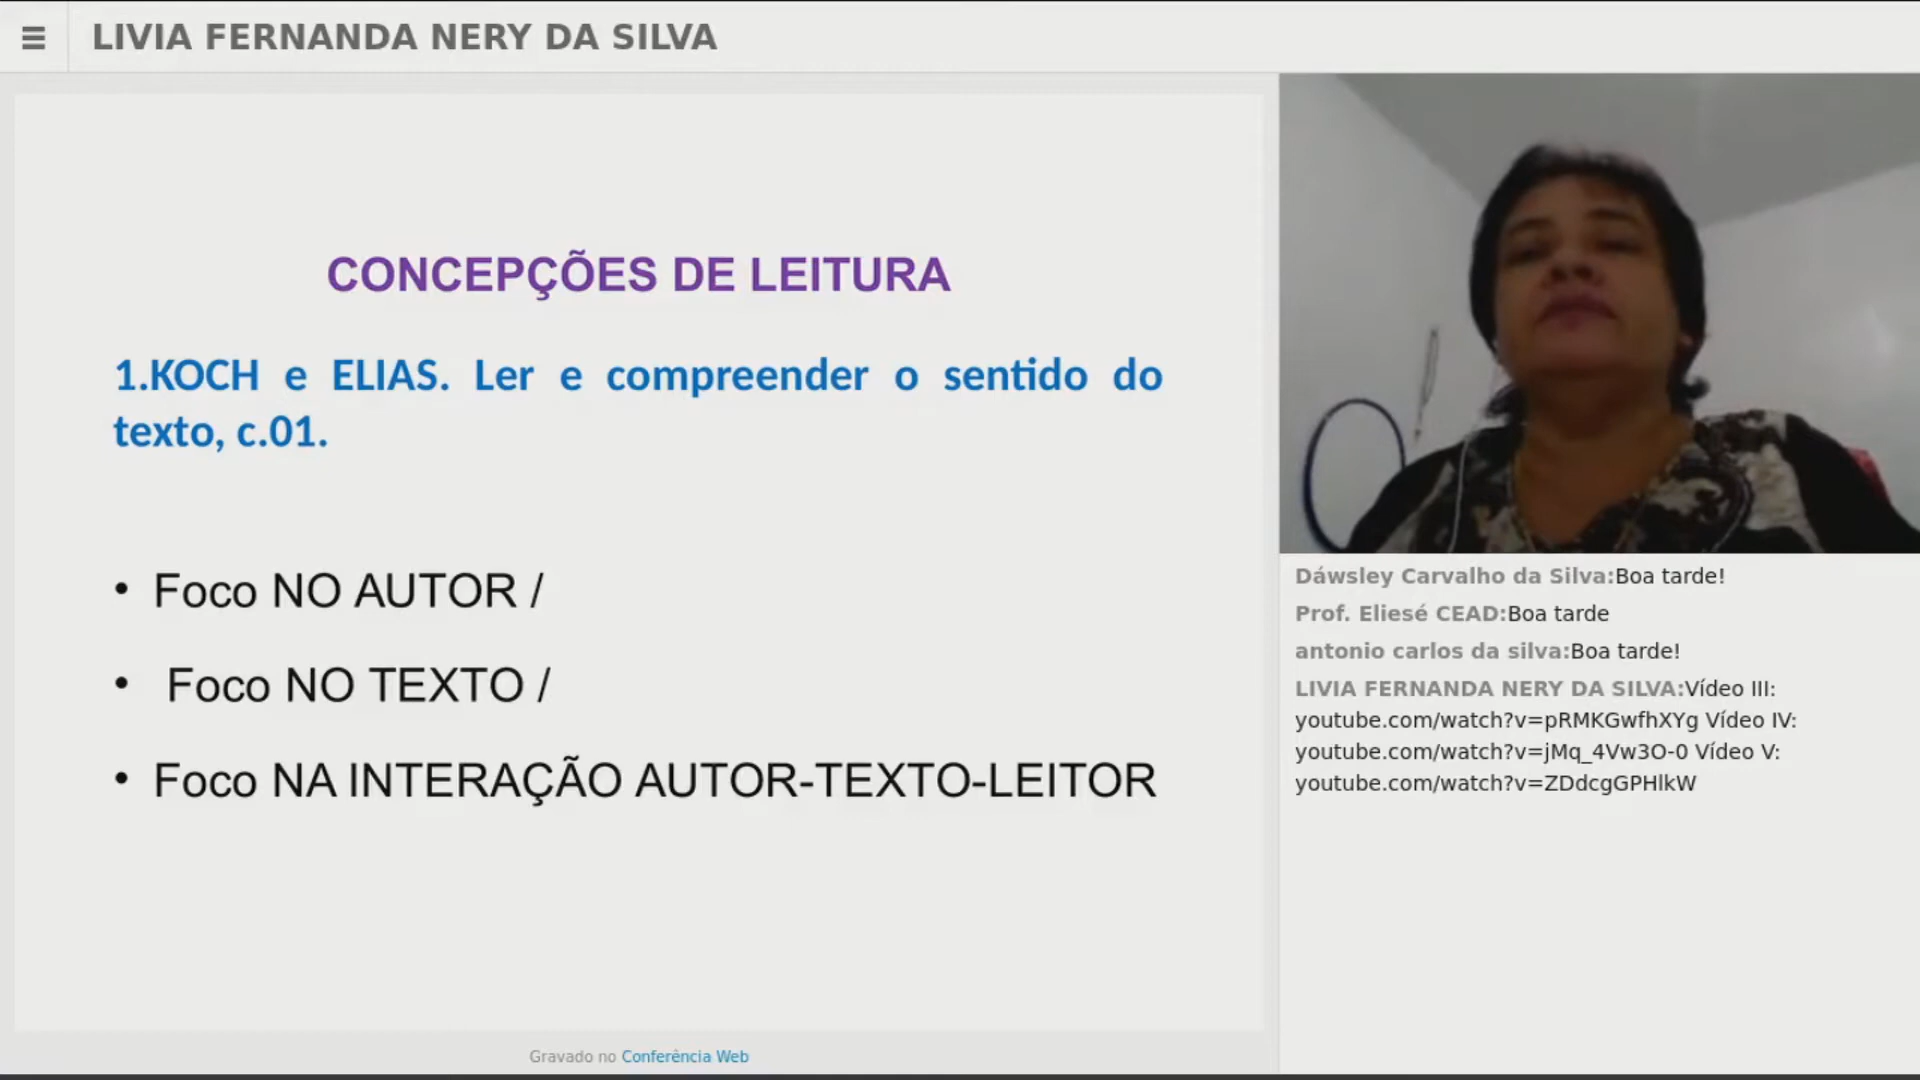 LIVIA FERNANDA NERY DA SILVA
CONCEPÇÕES DE LEITURA
1.KOCH e ELIAS. Ler e compreender o sentido do
texto, c.01.
• Foco NO AUTOR /
• Foco NO TEXTO /
• Foco NA INTERAÇÃO AUTOR-TEXTO-LEITOR
Gravado no Conferência Web
Dáwsley Carvalho da Silva:Boa tarde!
Prof. Eliesé CEAD:Boa tarde
antonio carlos da silva:Boa tarde!
LIVIA FERNANDA NERY DA SILVA:Vídeo III:
youtube.com/watch?v=pRMKGwfhXYg Vídeo IV:
youtube.com/watch?v=jMq_4Vw3O-0 Vídeo V:
youtube.com/watch?v=ZDdcgGPHlkW